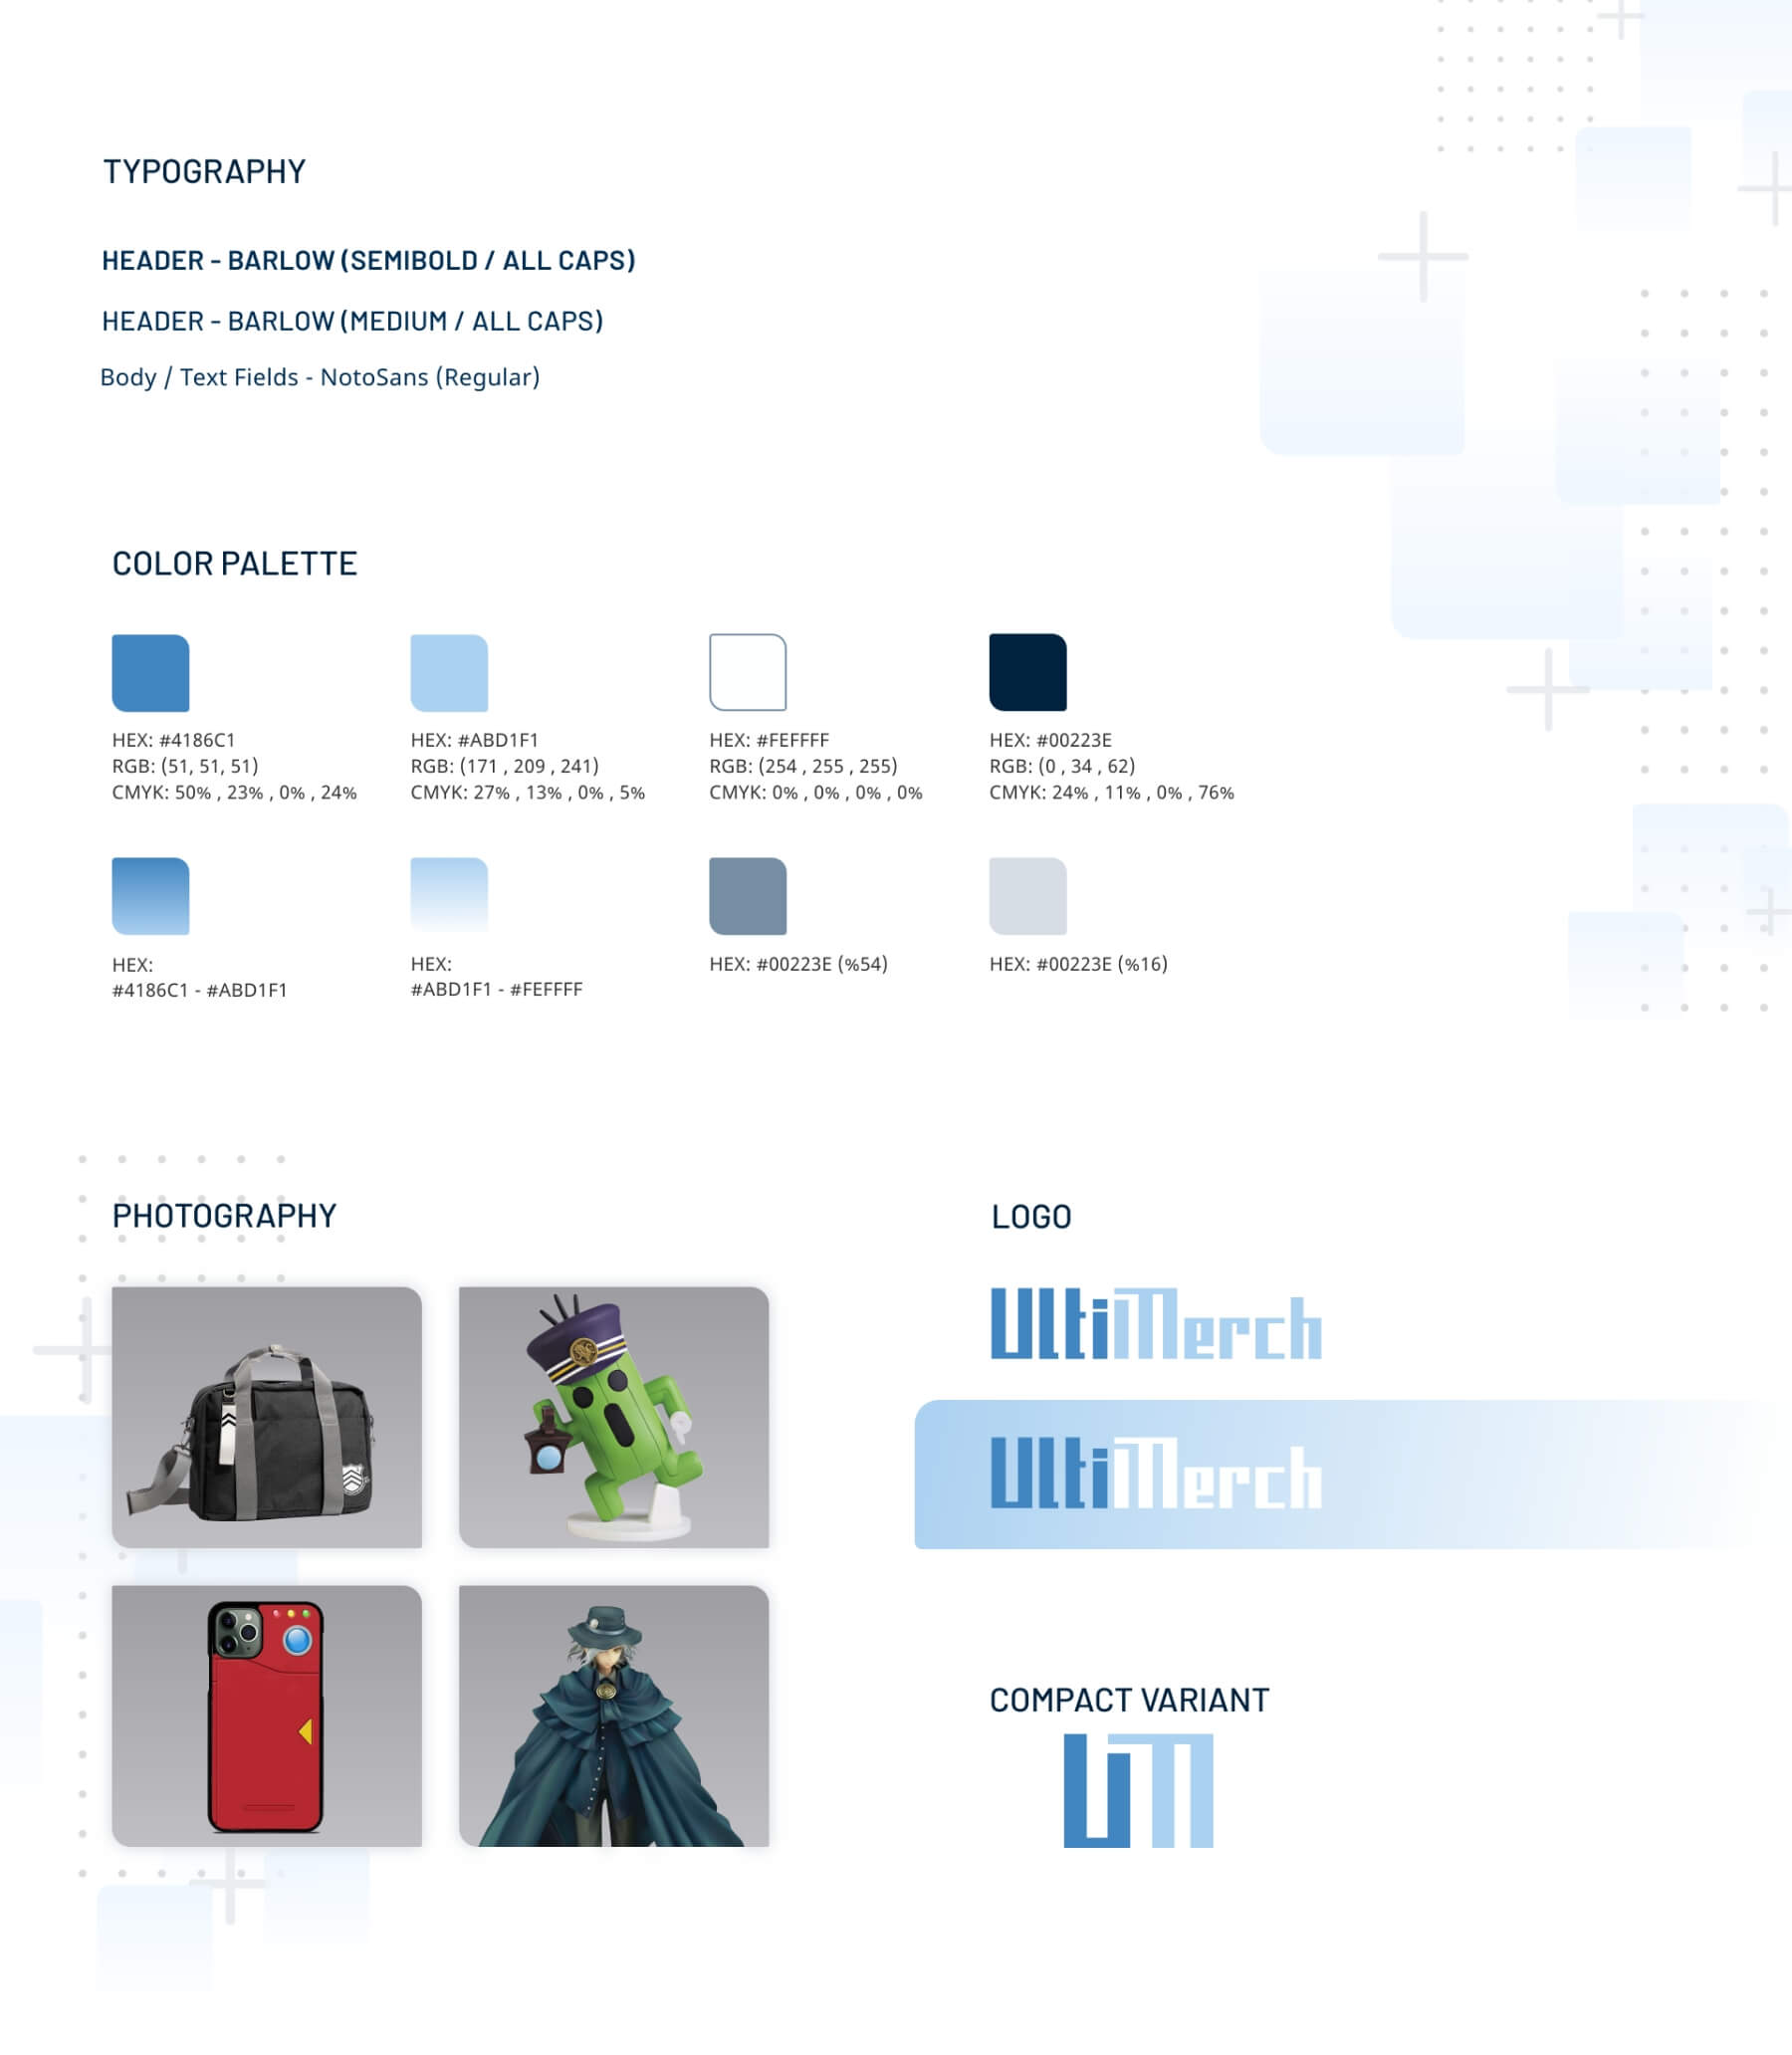 TYPOGRAPHY
HEADER - BARLOW (SEMIBOLD / ALL CAPS)
HEADER - BARLOW (MEDIUM / ALL CAPS)
Body / Text Fields - NotoSans (Regular)
COLOR PALETTE
HEX: #4186C1
RGB: (51, 51, 51)
CMYK: 50% , 23% , 0% , 24%
HEX: #ABD1F1
RGB: (171 , 209 , 241)
CMYK: 27% , 13% , 0% , 5%
HEX: #FEFFFF
RGB: (254 , 255 , 255)
CMYK: 0% , 0% , 0% , 0%
HEX: #00223E
RGB: (0 , 34 , 62)
CMYK: 24% , 11% , 0% , 76%
HEX:
#4186C1 - #ABD1F1
HEX:
#ABD1F1 - #FEFFFF
HEX: #00223E (%54)
HEX: #00223E (%16)
PHOTOGRAPHY
LOGO
UltiMerch
UltiMerch
COMPACT VARIANT
UM